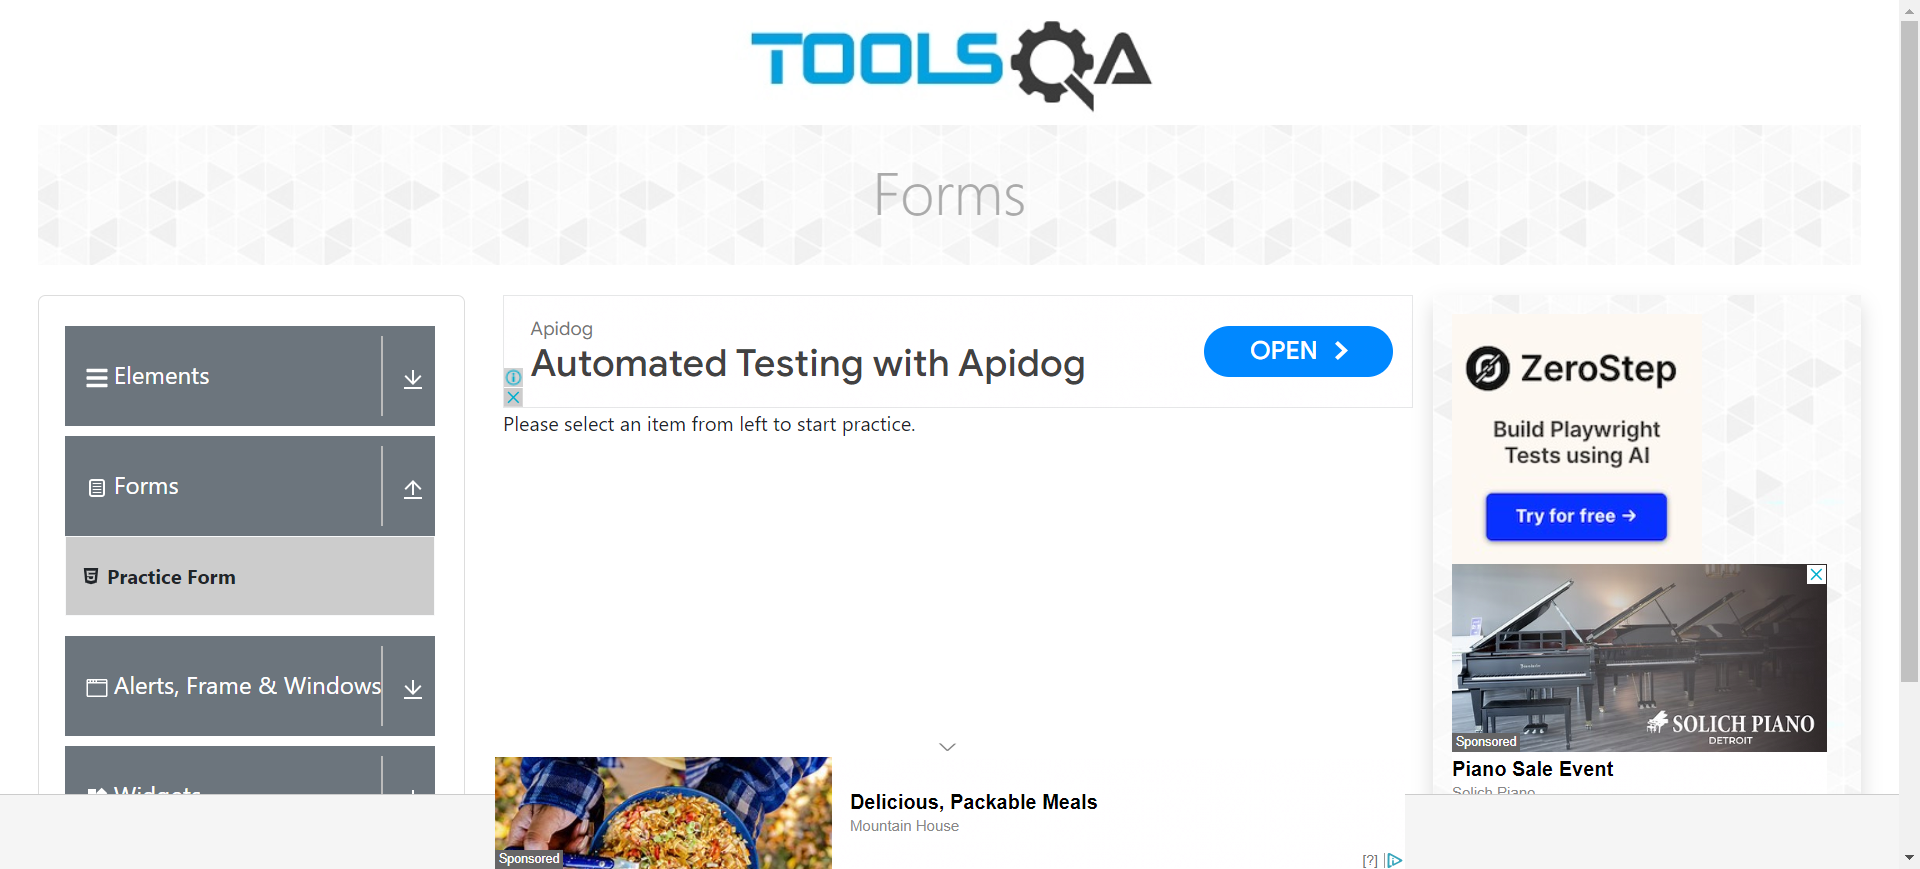 TOOLSQA
Forms
Elements
Forms
Practice Form
Alerts, Frame & Windows
Widgets
Apidog
Automated Testing with Apidog
OPEN
Please select an item from left to start practice.
ZeroStep
Build Playwright
Tests using AI
Try for free →
SOLICH PIANO
DETROIT
Sponsored
Piano Sale Event
Solich Piano
Delicious, Packable Meals
Mountain House
Sponsored
[?]